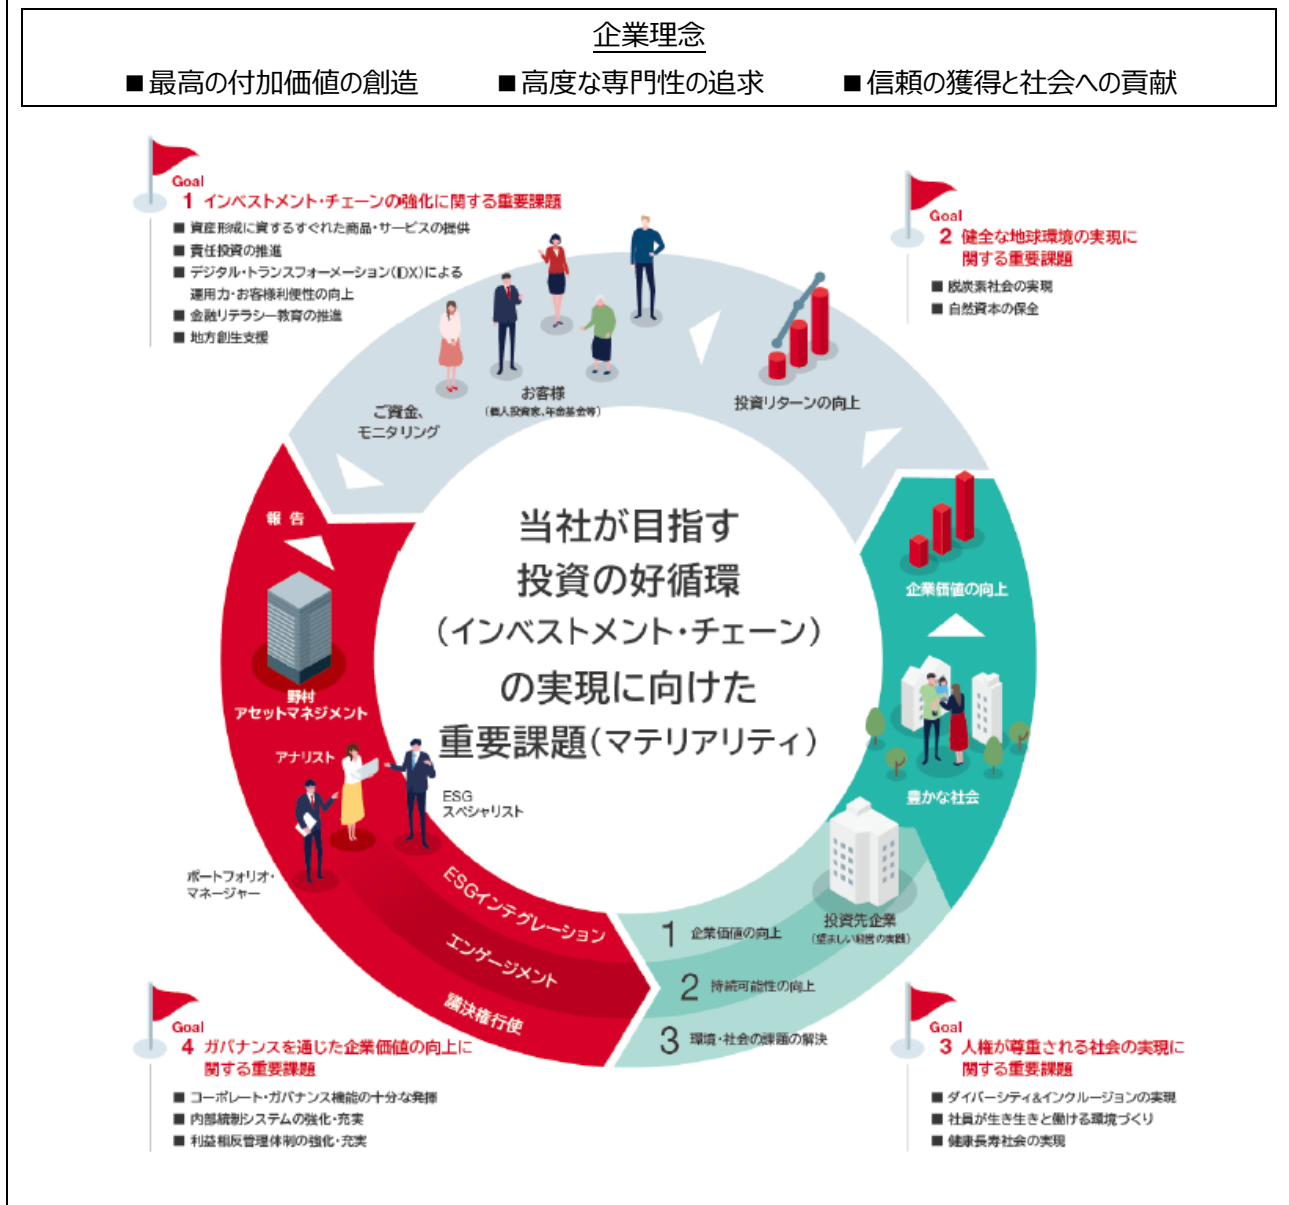 企業理念
■最高の付加価値の創造 ■高度な専門性の追求 ■信頼の獲得と社会への貢献
Goal
1 インベストメント・チェーンの強化に関する重要課題
■ 資産形成に資するすぐれた商品・サービスの提供
■ 責任投資の推進
■ デジタル・トランスフォーメーション(DX)による
運用力・お客様利便性の向上
■ 金融リテラシー教育の推進
■ 地方創生支援
Goal
2 健全な地球環境の実現に
関する重要課題
■ 脱炭素社会の実現
■ 自然資本の保全
お客様
(個人投資家、年金基金等)
ご資金、
モニタリング
投資リターンの向上
報告
野村
アセットマネジメント
アナリスト
ESG
スペシャリスト
ポートフォリオ・
マネージャー
当社が目指す
投資の好循環
(インベストメント・チェーン)
の実現に向けた
重要課題(マテリアリティ)
企業価値の向上
豊かな社会
投資先企業
(望ましい経営の実践)
ESGインテグレーション
エンゲージメント
議決権行使
1 企業価値の向上
2 持続可能性の向上
3 環境・社会の課題の解決
Goal
4 ガバナンスを通じた企業価値の向上に
関する重要課題
■ コーポレート・ガバナンス機能の十分な発揮
■ 内部統制システムの強化・充実
■ 利益相反管理体制の強化・充実
Goal
3 人権が尊重される社会の実現に
関する重要課題
■ ダイバーシティ&インクルージョンの実現
■ 社員が生き生きと働ける環境づくり
■ 健康長寿社会の実現